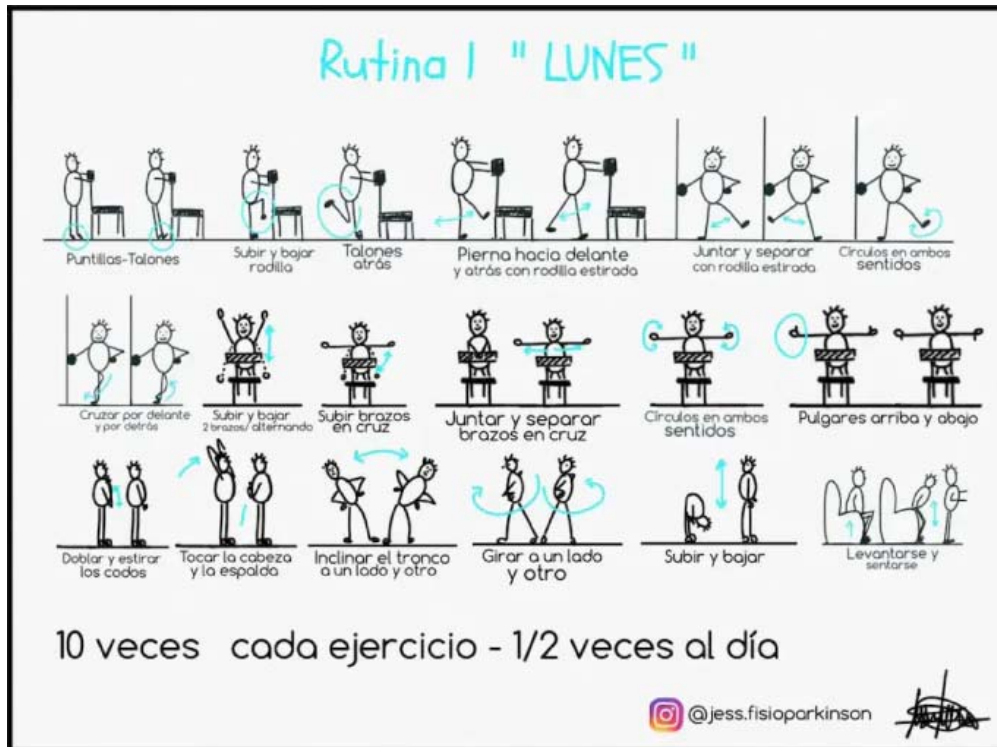 Rutina 1 " LUNES "
Puntillas-Talones
Subir y bajar
rodilla
Talones
atrás
Pierna hacia delante
y atrás con rodilla estirada
Juntar y separar
con rodilla estirada
Círculos en ambos
sentidos
Cruzar por delante
y por detrás
Subir y bajar
2 brazos/ alternando
Subir brazos
en cruz
Juntar y separar
brazos en cruz
Círculos en ambos
sentidos
Pulgares arriba y abajo
Doblar y estirar
los codos
Tocar la cabeza
y la espalda
Inclinar el tronco
a un lado y otro
Girar a un lado
y otro
Subir y bajar
Levantarse y
sentarse
10 veces cada ejercicio - 1/2 veces al día
@jess.fisioparkinson